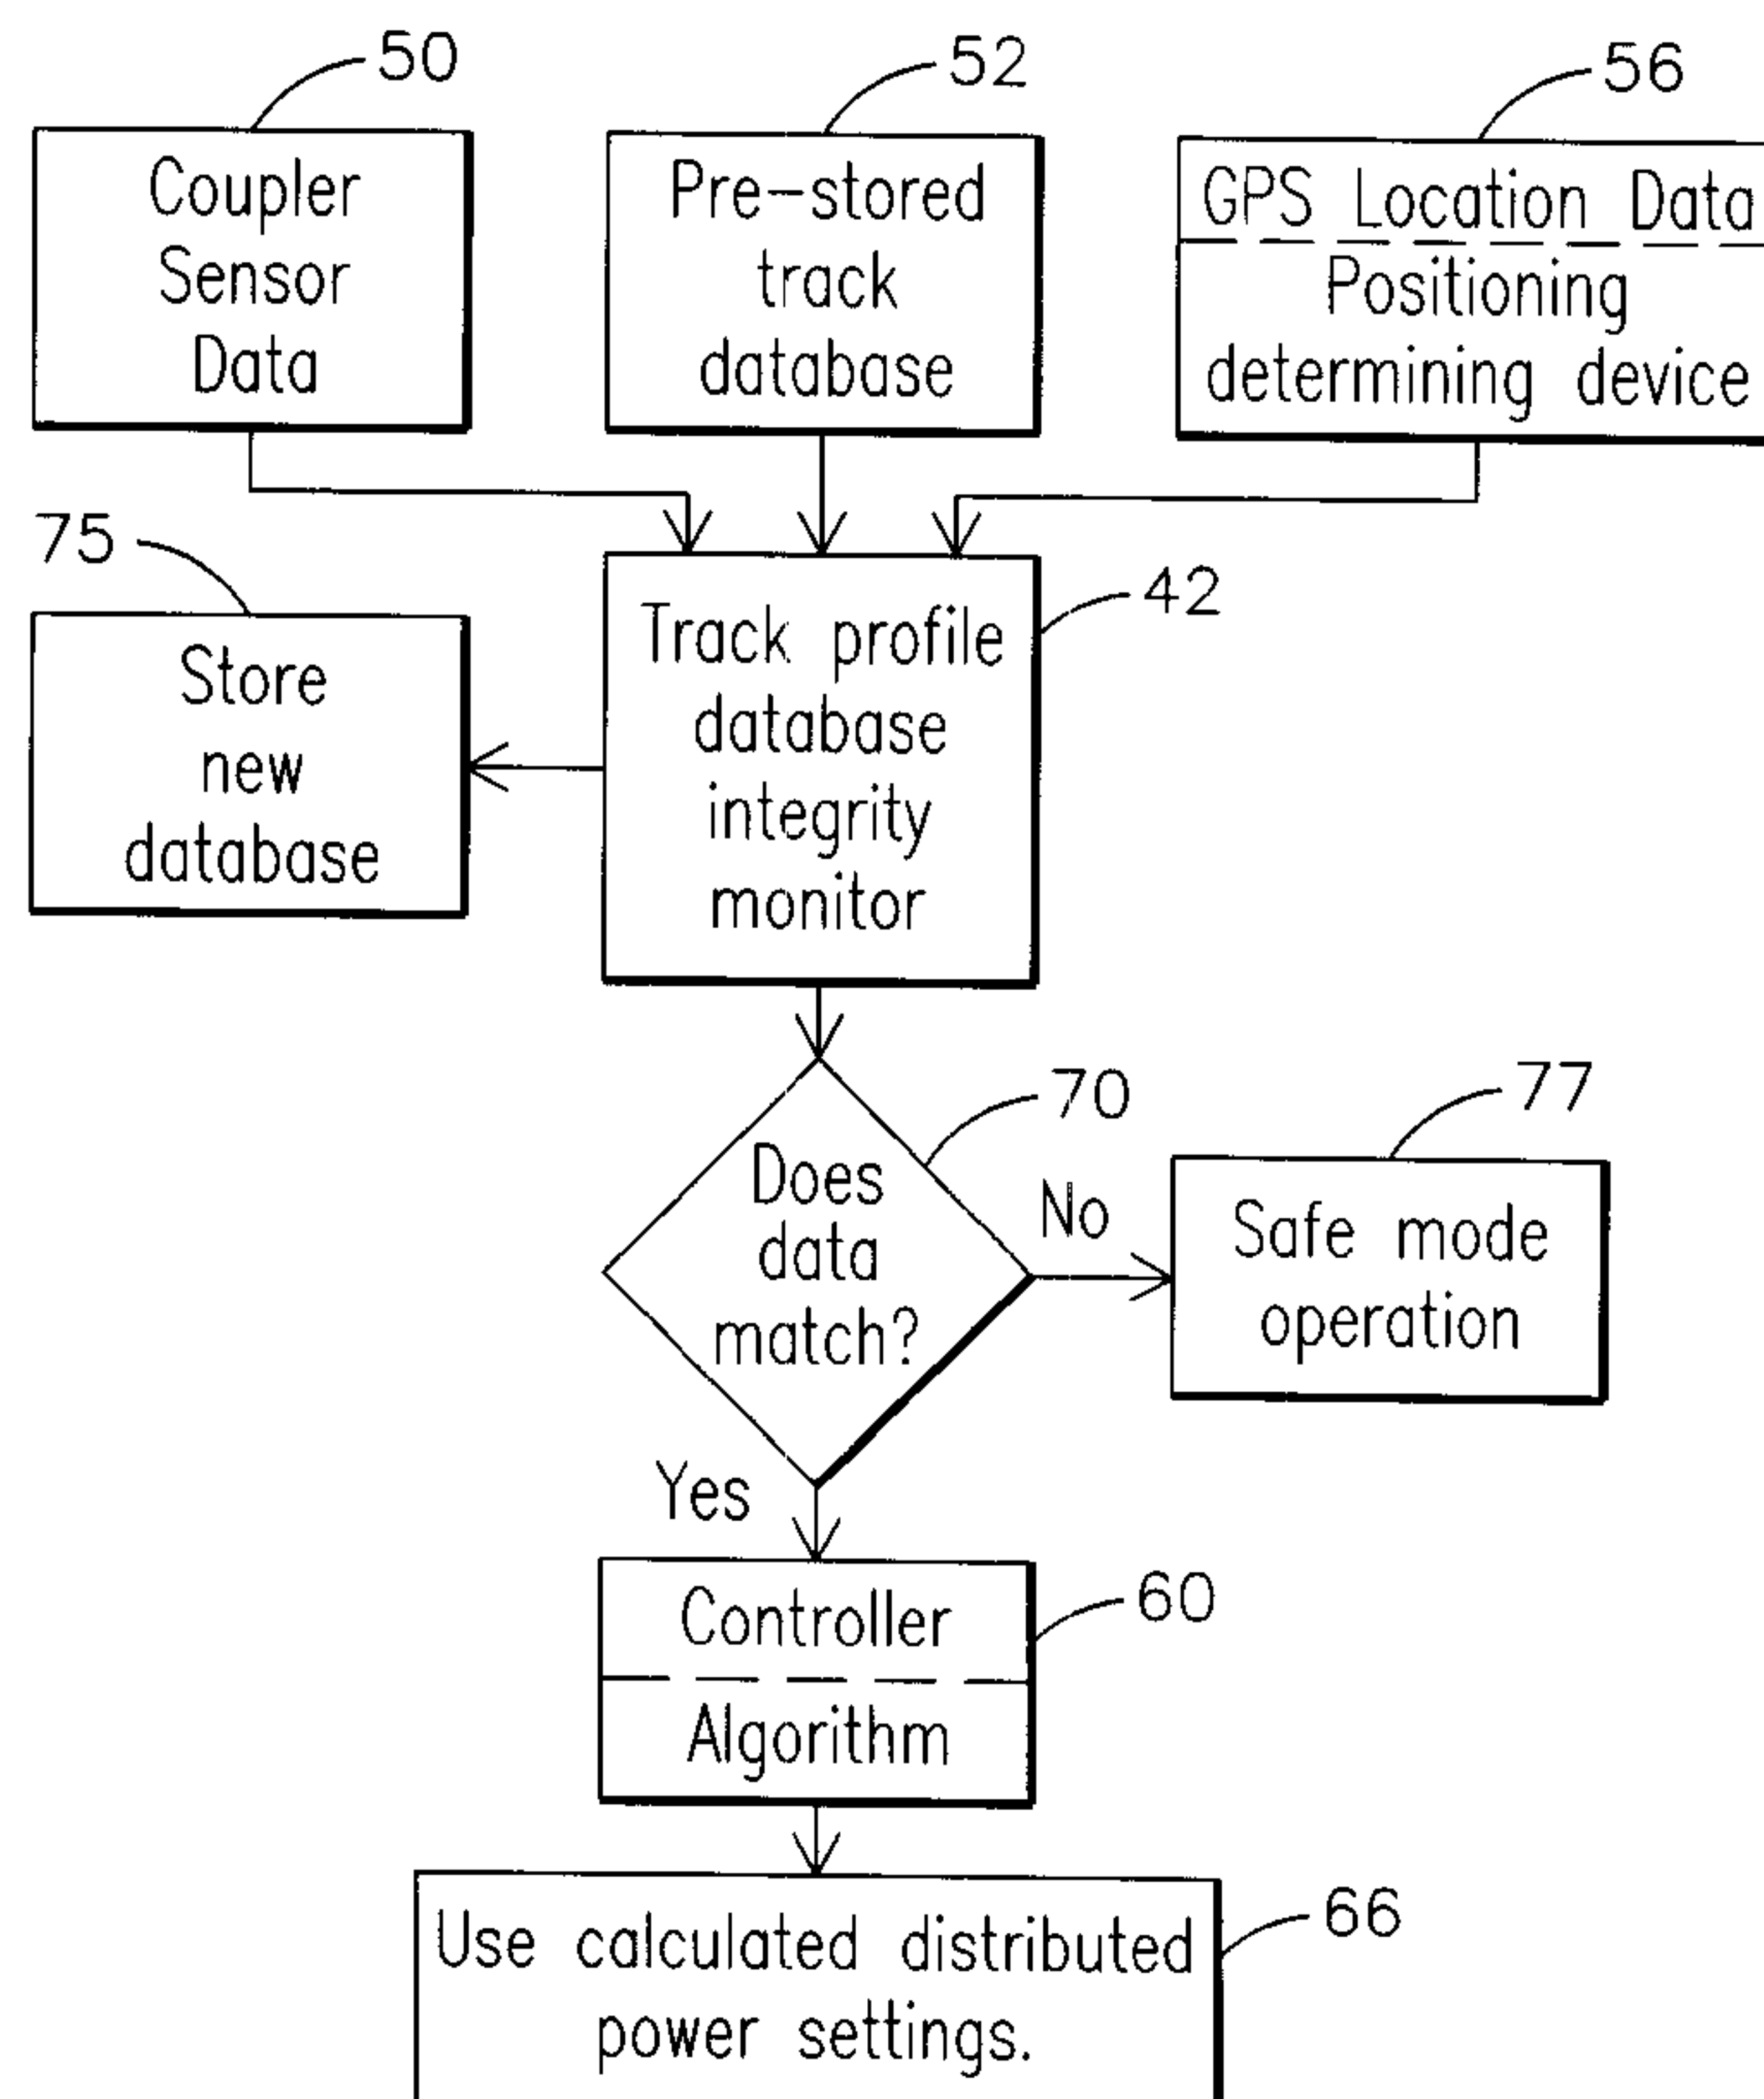 50
Coupler
Sensor
Data
52
Pre-stored
track
database
56
GPS Location Data
Positioning
determining device
75
Store
new
database
42
Track profile
database
integrity
monitor
70
Does
data
match?
No
77
Safe mode
operation
Yes
60
Controller
Algorithm
66
Use calculated distributed
power settings.